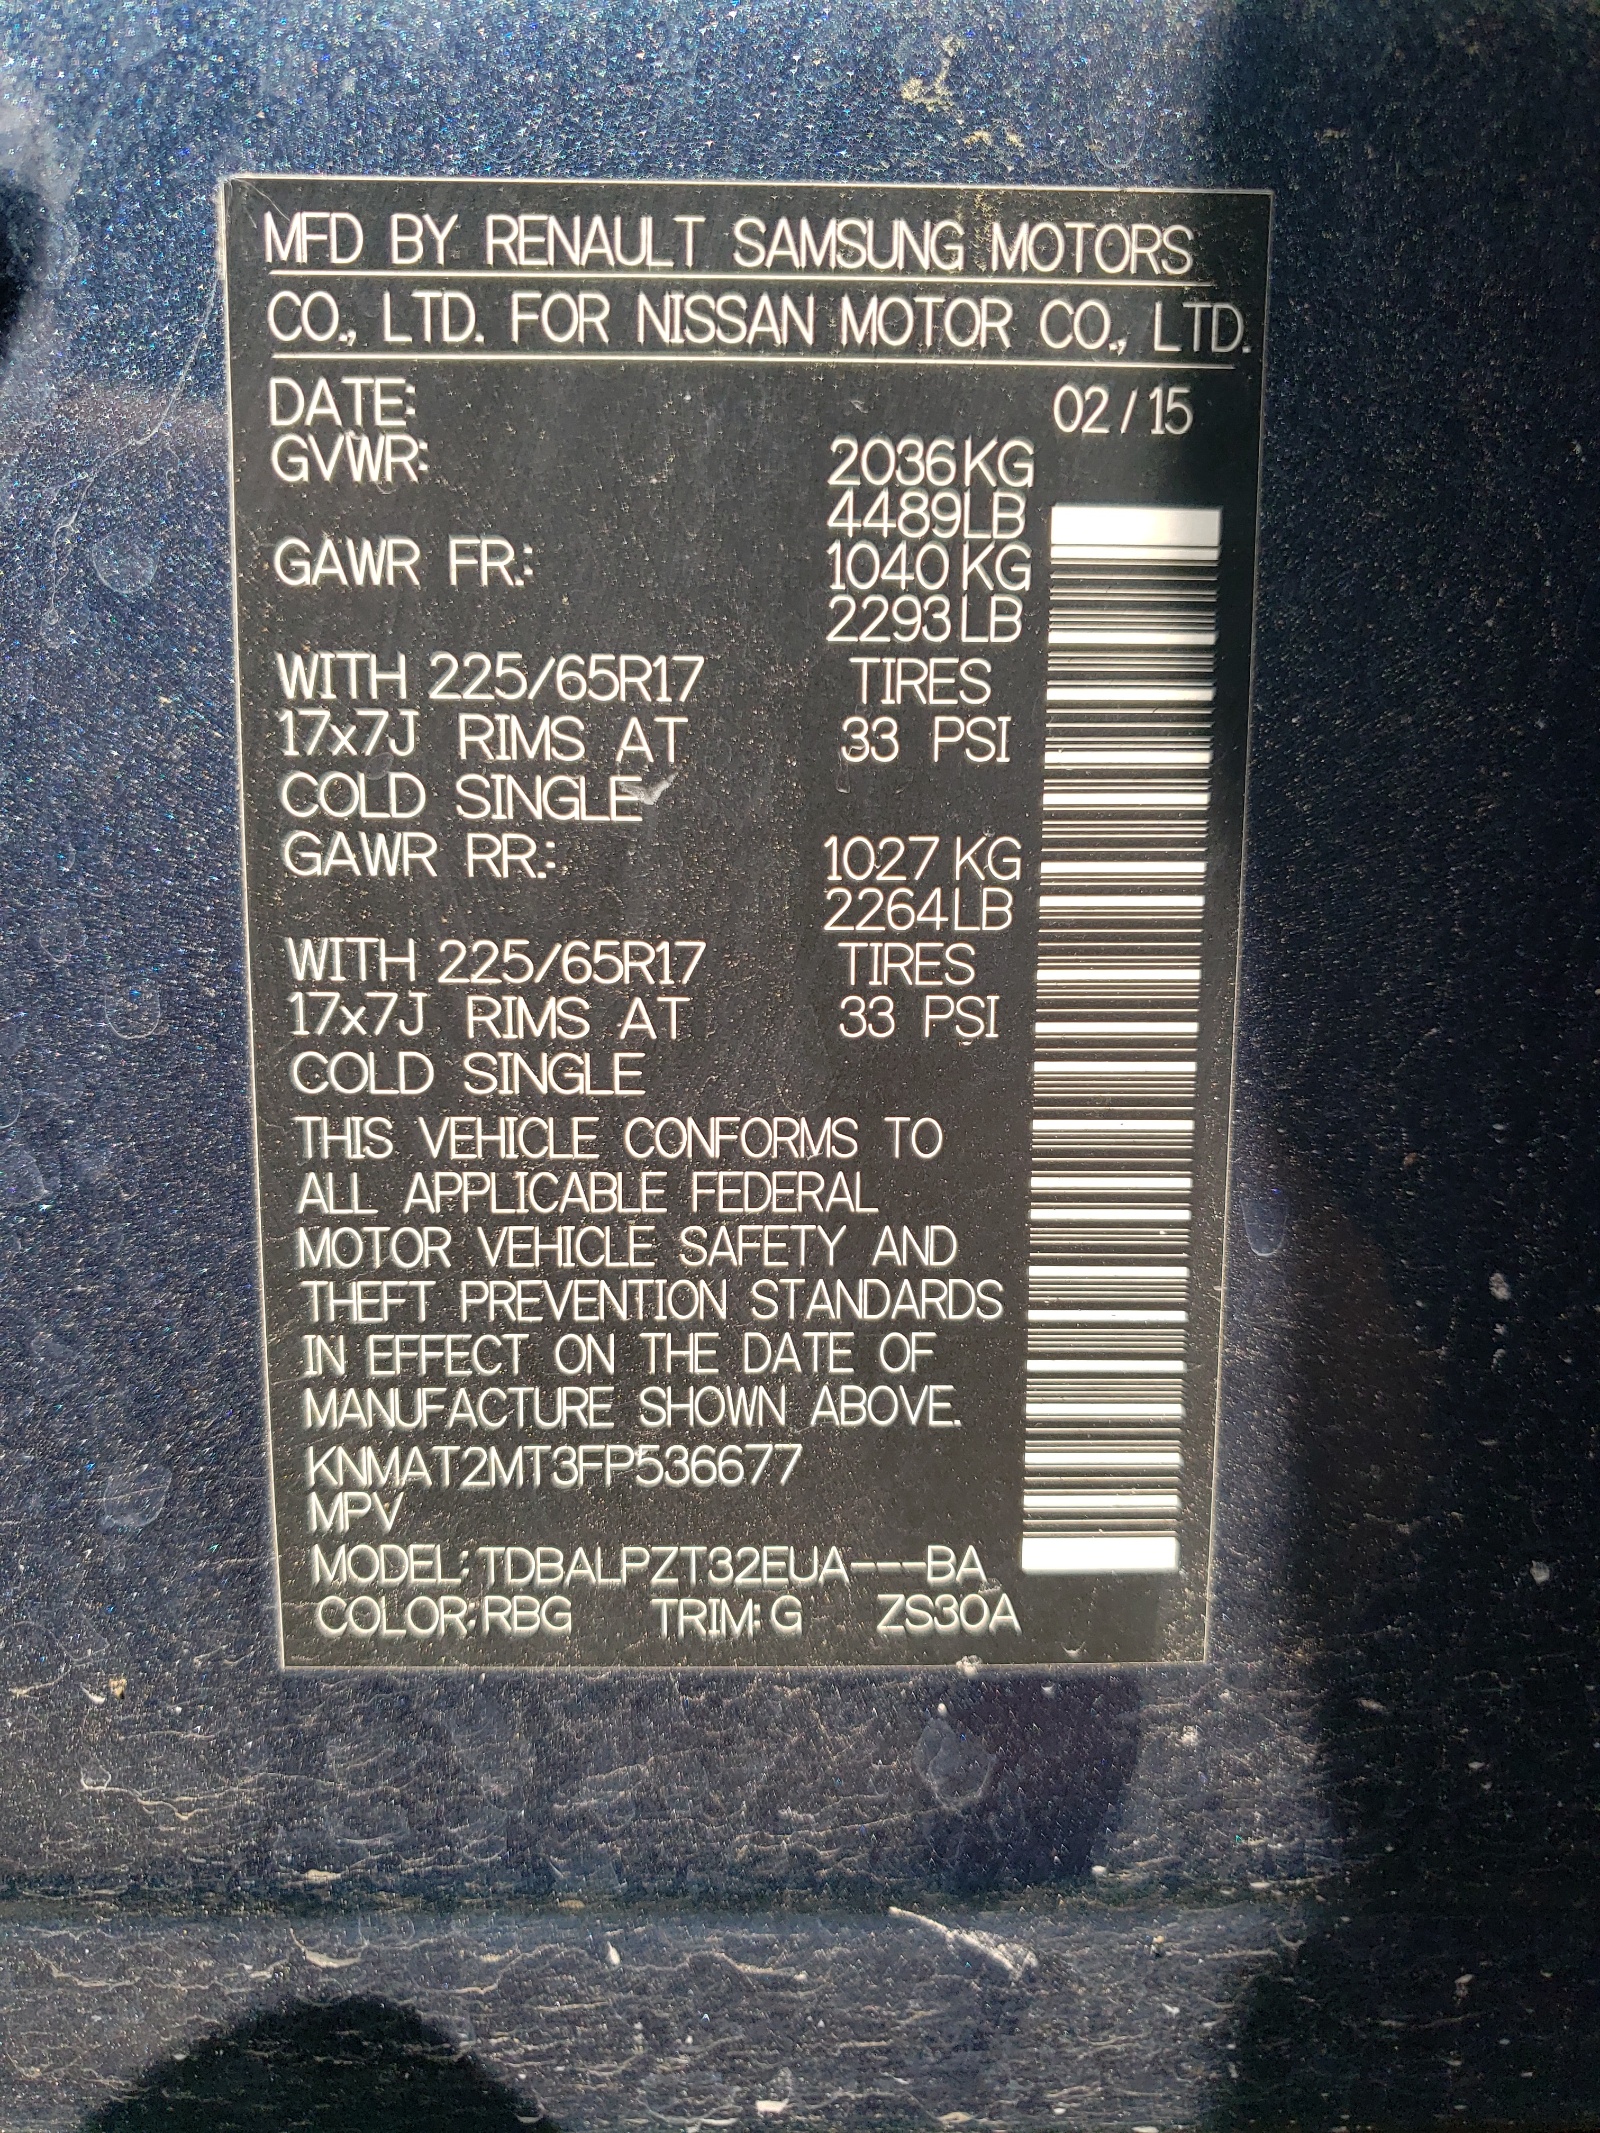 MFD BY RENAULT SAMSUNG MOTORS
CO., LTD. FOR NISSAN MOTOR CO., LTD.
DATE: 02/15
GVWR: 2036KG
4489LB
GAWR FR.: 1040KG
2293LB
WITH 225/65R17 TIRES
17x7J RIMS AT 33 PSI
COLD SINGLE
GAWR RR.: 1027KG
2264LB
WITH 225/65R17 TIRES
17x7J RIMS AT 33 PSI
COLD SINGLE
THIS VEHICLE CONFORMS TO
ALL APPLICABLE FEDERAL
MOTOR VEHICLE SAFETY AND
THEFT PREVENTION STANDARDS
IN EFFECT ON THE DATE OF
MANUFACTURE SHOWN ABOVE.
KNMAT2MT3FP536677
MPV
MODEL:TDBALPZT32EUA---BA
COLOR:RBG TRIM:G ZS30A